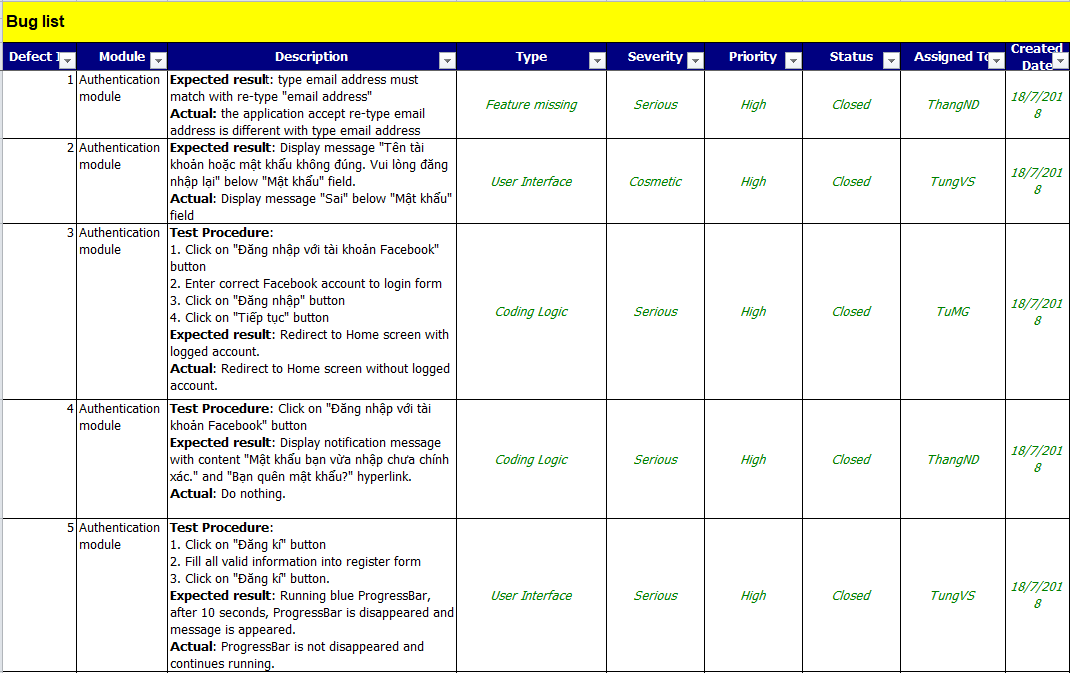 Bug list
Defect I Module Description Type Severity Priority Status Assigned To Created
Date
1 Authentication
module
Expected result: type email address must
match with re-type "email address"
Actual: the application accept re-type email
address is different with type email address
Feature missing Serious High Closed ThangND 18/7/201
8
2 Authentication
module
Expected result: Display message "Tên tài
khoản hoặc mật khẩu không đúng. Vui lòng đăng
nhập lại" below "Mật khẩu" field.
Actual: Display message "Sai" below "Mật khẩu"
field
User Interface Cosmetic High Closed TungVS 18/7/201
8
3 Authentication
module
Test Procedure:
1. Click on "Đăng nhập với tài khoản Facebook"
button
2. Enter correct Facebook account to login form
3. Click on "Đăng nhập" button
4. Click on "Tiếp tục" button
Expected result: Redirect to Home screen with
logged account.
Actual: Redirect to Home screen without logged
account.
Coding Logic Serious High Closed TuMG 18/7/201
8
4 Authentication
module
Test Procedure: Click on "Đăng nhập với tài
khoản Facebook" button
Expected result: Display notification message
with content "Mật khẩu bạn vừa nhập chưa chính
xác." and "Bạn quên mật khẩu?" hyperlink.
Actual: Do nothing.
Coding Logic Serious High Closed ThangND 18/7/201
8
5 Authentication
module
Test Procedure:
1. Click on "Đăng kí" button
2. Fill all valid information into register form
3. Click on "Đăng kí" button.
Expected result: Running blue ProgressBar,
after 10 seconds, ProgressBar is disappeared and
message is appeared.
Actual: ProgressBar is not disappeared and
continues running.
User Interface Serious High Closed TungVS 18/7/201
8